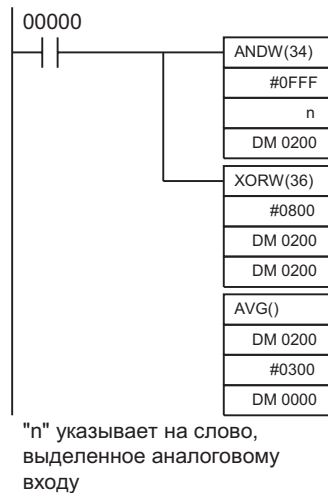 00000
ANDW(34)
#0FFF
n
DM 0200
XORW(36)
#0800
DM 0200
DM 0200
AVG()
DM 0200
#0300
DM 0000
"n" указывает на слово,
выделенное аналоговому
входу